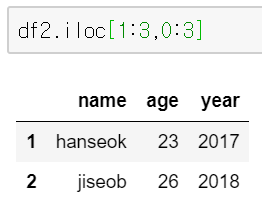 df2.iloc[1:3,0:3]
name age year
1 hanseok 23 2017
2 jiseob 26 2018